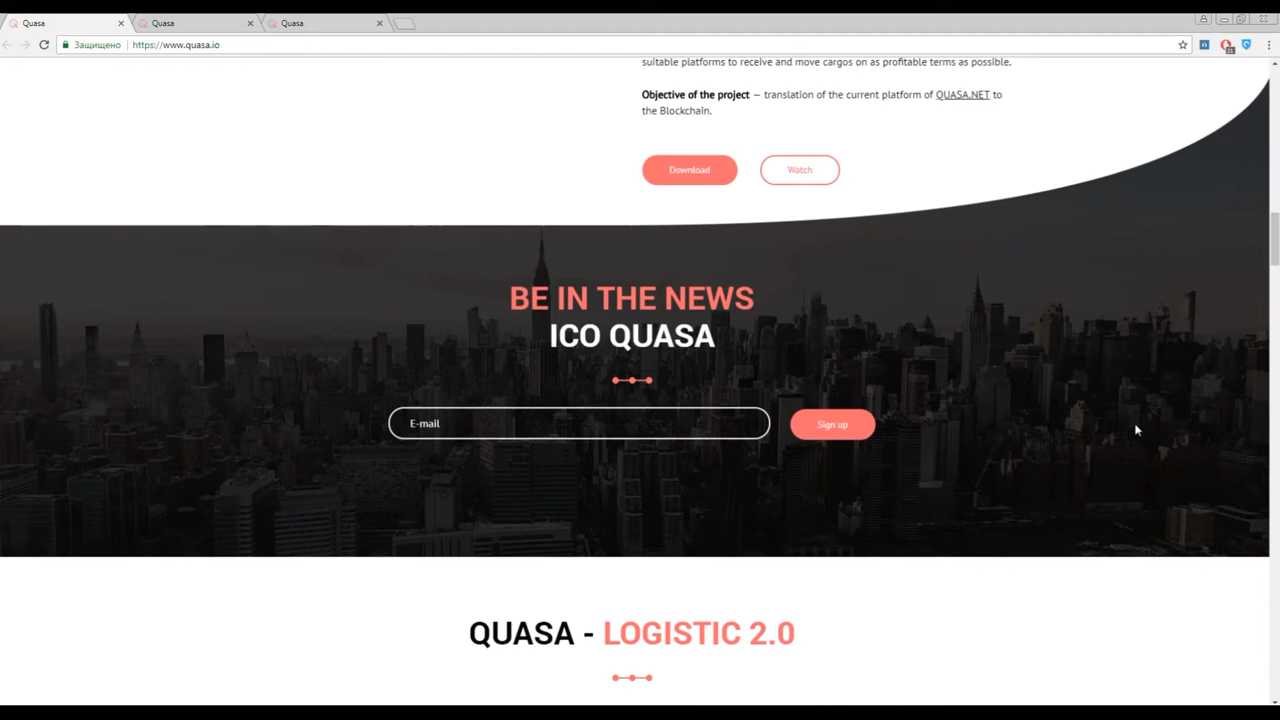 Quasa
Quasa
Quasa
Защищено
https://www.quasa.io
21
suitable platforms to receive and move cargos on as profitable terms as possible.
Objective of the project — translation of the current platform of QUASA.NET to
the Blockchain.
Download
Watch
BE IN THE NEWS
ICO QUASA
E-mail
Sign up
QUASA - LOGISTIC 2.0